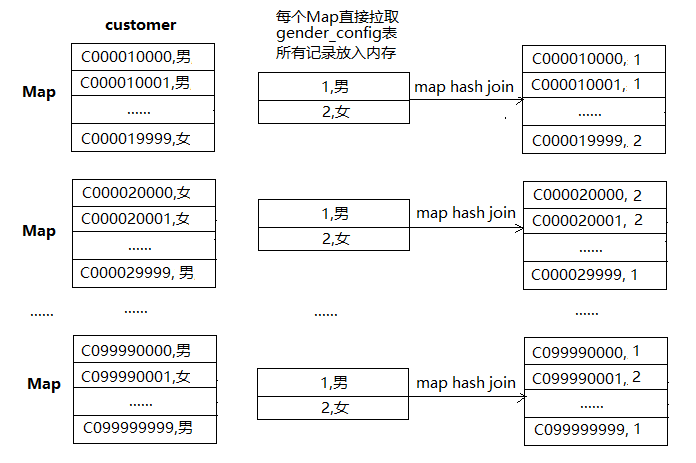 customer
每个Map直接拉取
gender_config表
所有记录放入内存
Map
C000010000,男
C000010001,男
......
C000019999,女
1,男
2,女
map hash join
C000010000, 1
C000010001, 1
......
C000019999, 2
Map
C000020000,女
C000020001,女
......
C000029999, 男
1,男
2,女
map hash join
C000020000, 2
C000020001, 2
......
C000029999, 1
......
......
......
......
Map
C099990000,男
C099990001,女
......
C099999999,男
1,男
2,女
map hash join
C099990000, 1
C099990001, 2
......
C099999999, 1